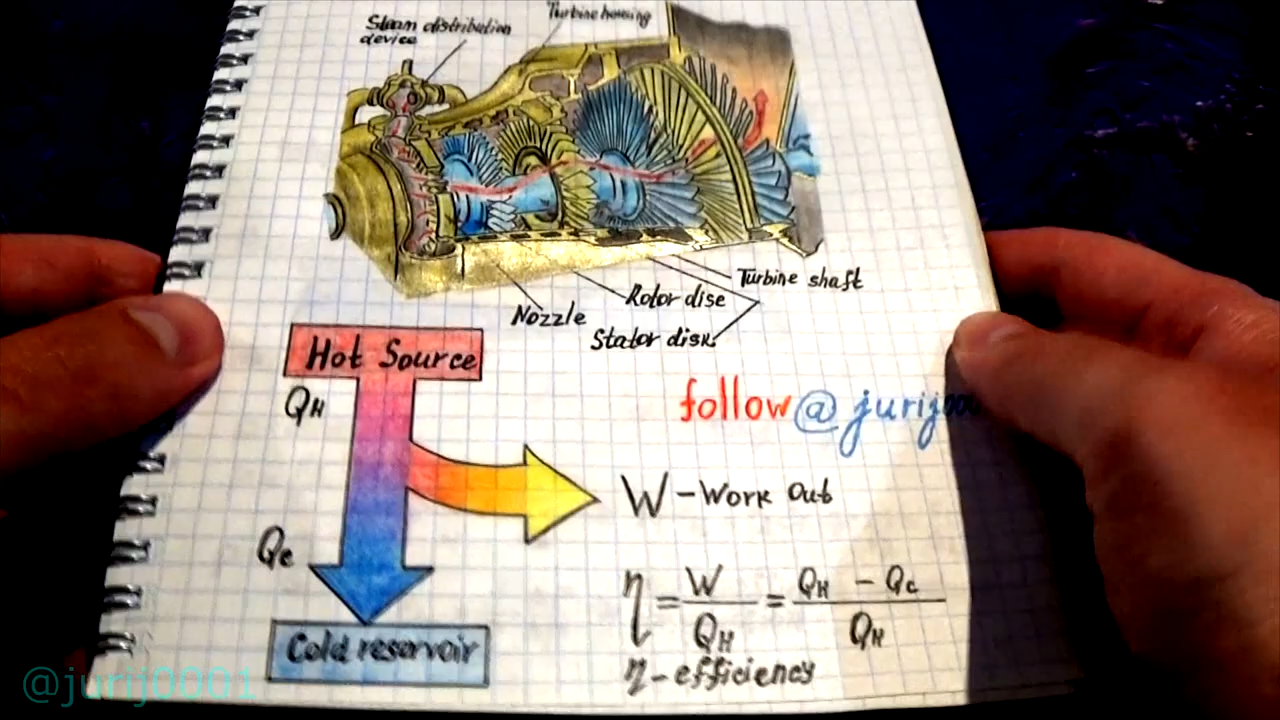 Steam distribution
device
Turbine housing
Turbine shaft
Rotor disc
Nozzle
Stator disk
Hot Source
QH
follow @jurij000
W - Work Out
Qc
η = W / QH = QH - Qc / QH
Cold reservoir
η - efficiency
@jurij0001